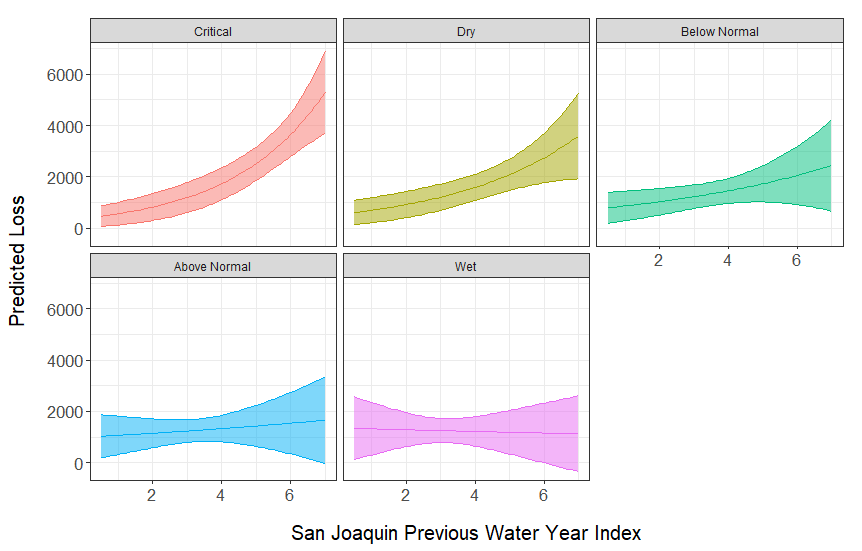 Critical
Dry
Below Normal
6000
4000
2000
0
2
4
6
Above Normal
Wet
6000
4000
2000
0
2
4
6
2
4
6
Predicted Loss
San Joaquin Previous Water Year Index